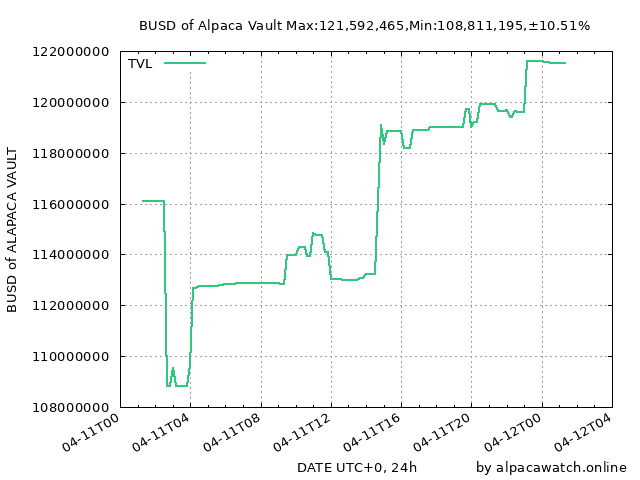 BUSD of Alpaca Vault Max:121,592,465,Min:108,811,195,±10.51%
TVL
BUSD of ALAPACA VAULT
122000000
120000000
118000000
116000000
114000000
112000000
110000000
108000000
04-11T00
04-11T04
04-11T08
04-11T12
04-11T16
04-11T20
04-12T00
04-12T04
DATE UTC+0, 24h
by alpacawatch.online